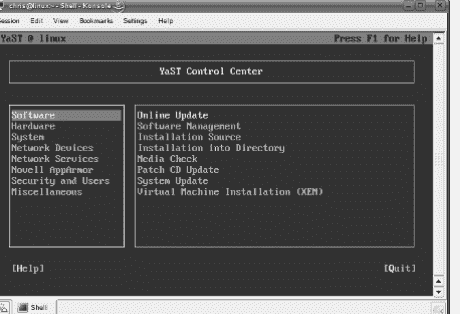 chris@linux:~ - Shell - Konsole
Session Edit View Bookmarks Settings Help
YaST @ linux Press F1 for Help
YaST Control Center
Software
Hardware
System
Network Devices
Network Services
Novell AppArmor
Security and Users
Miscellaneous
Online Update
Software Management
Installation Source
Installation into Directory
Media Check
Patch CD Update
System Update
Virtual Machine Installation (XEN)
[Help] [Quit]
Shell